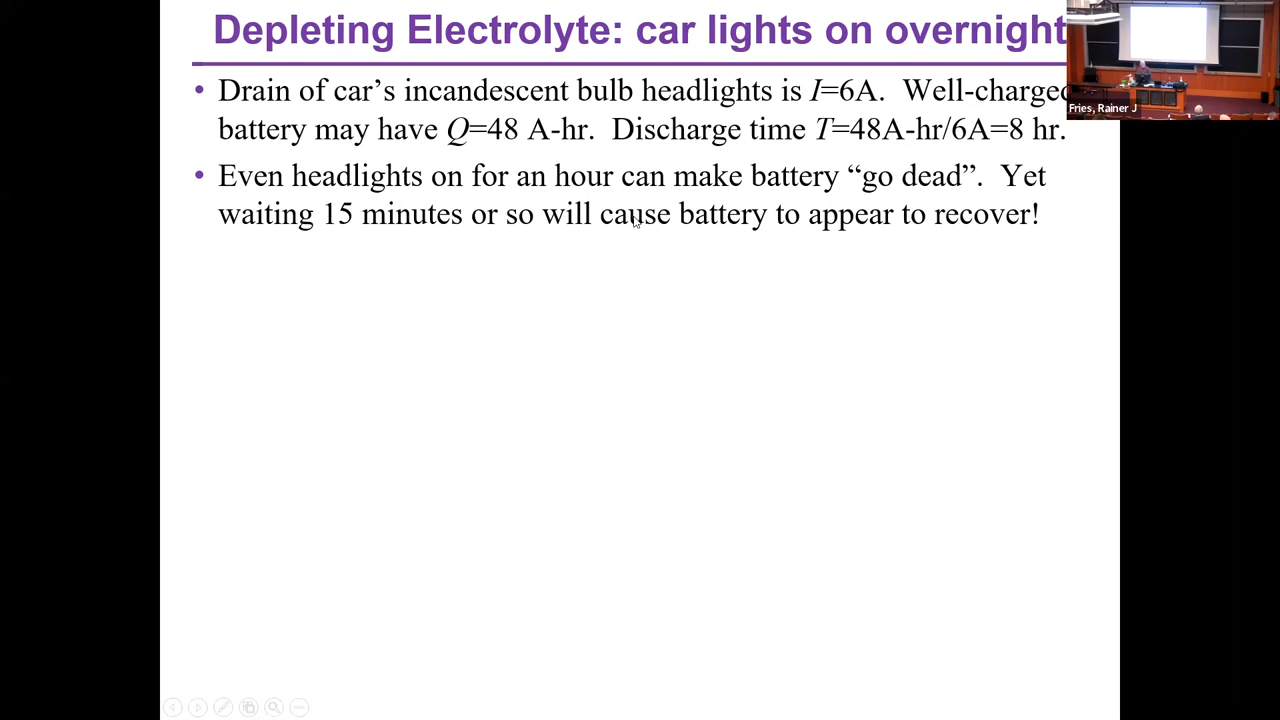 Depleting Electrolyte: car lights on overnight
• Drain of car’s incandescent bulb headlights is I=6A. Well-charged
battery may have Q=48 A-hr. Discharge time T=48A-hr/6A=8 hr.
• Even headlights on for an hour can make battery “go dead”. Yet
waiting 15 minutes or so will cause battery to appear to recover!
Fries, Rainer J